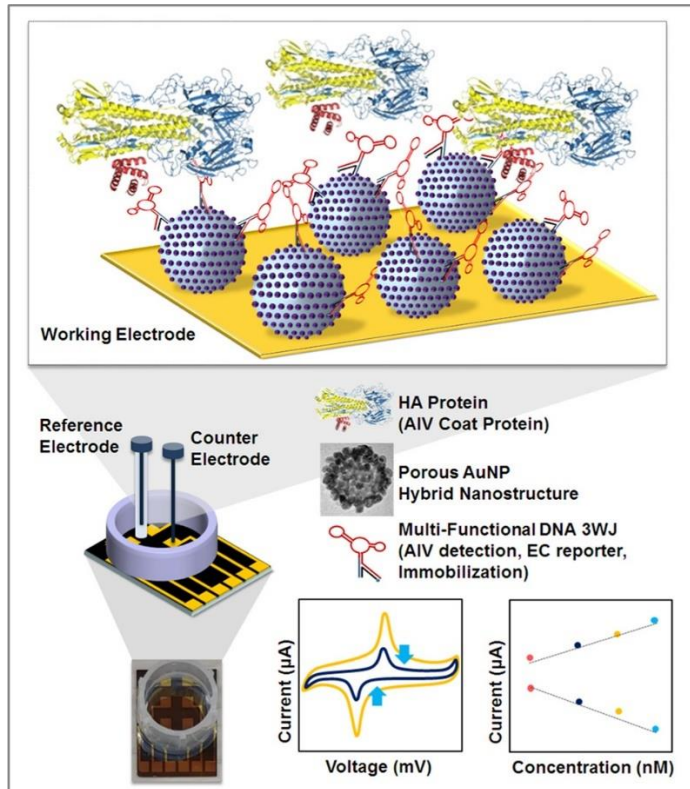 Working Electrode
Reference
Electrode
Counter
Electrode
HA Protein
(AIV Coat Protein)
Porous AuNP
Hybrid Nanostructure
Multi-Functional DNA 3WJ
(AIV detection, EC reporter,
Immobilization)
Current (µA)
Voltage (mV)
Current (µA)
Concentration (nM)